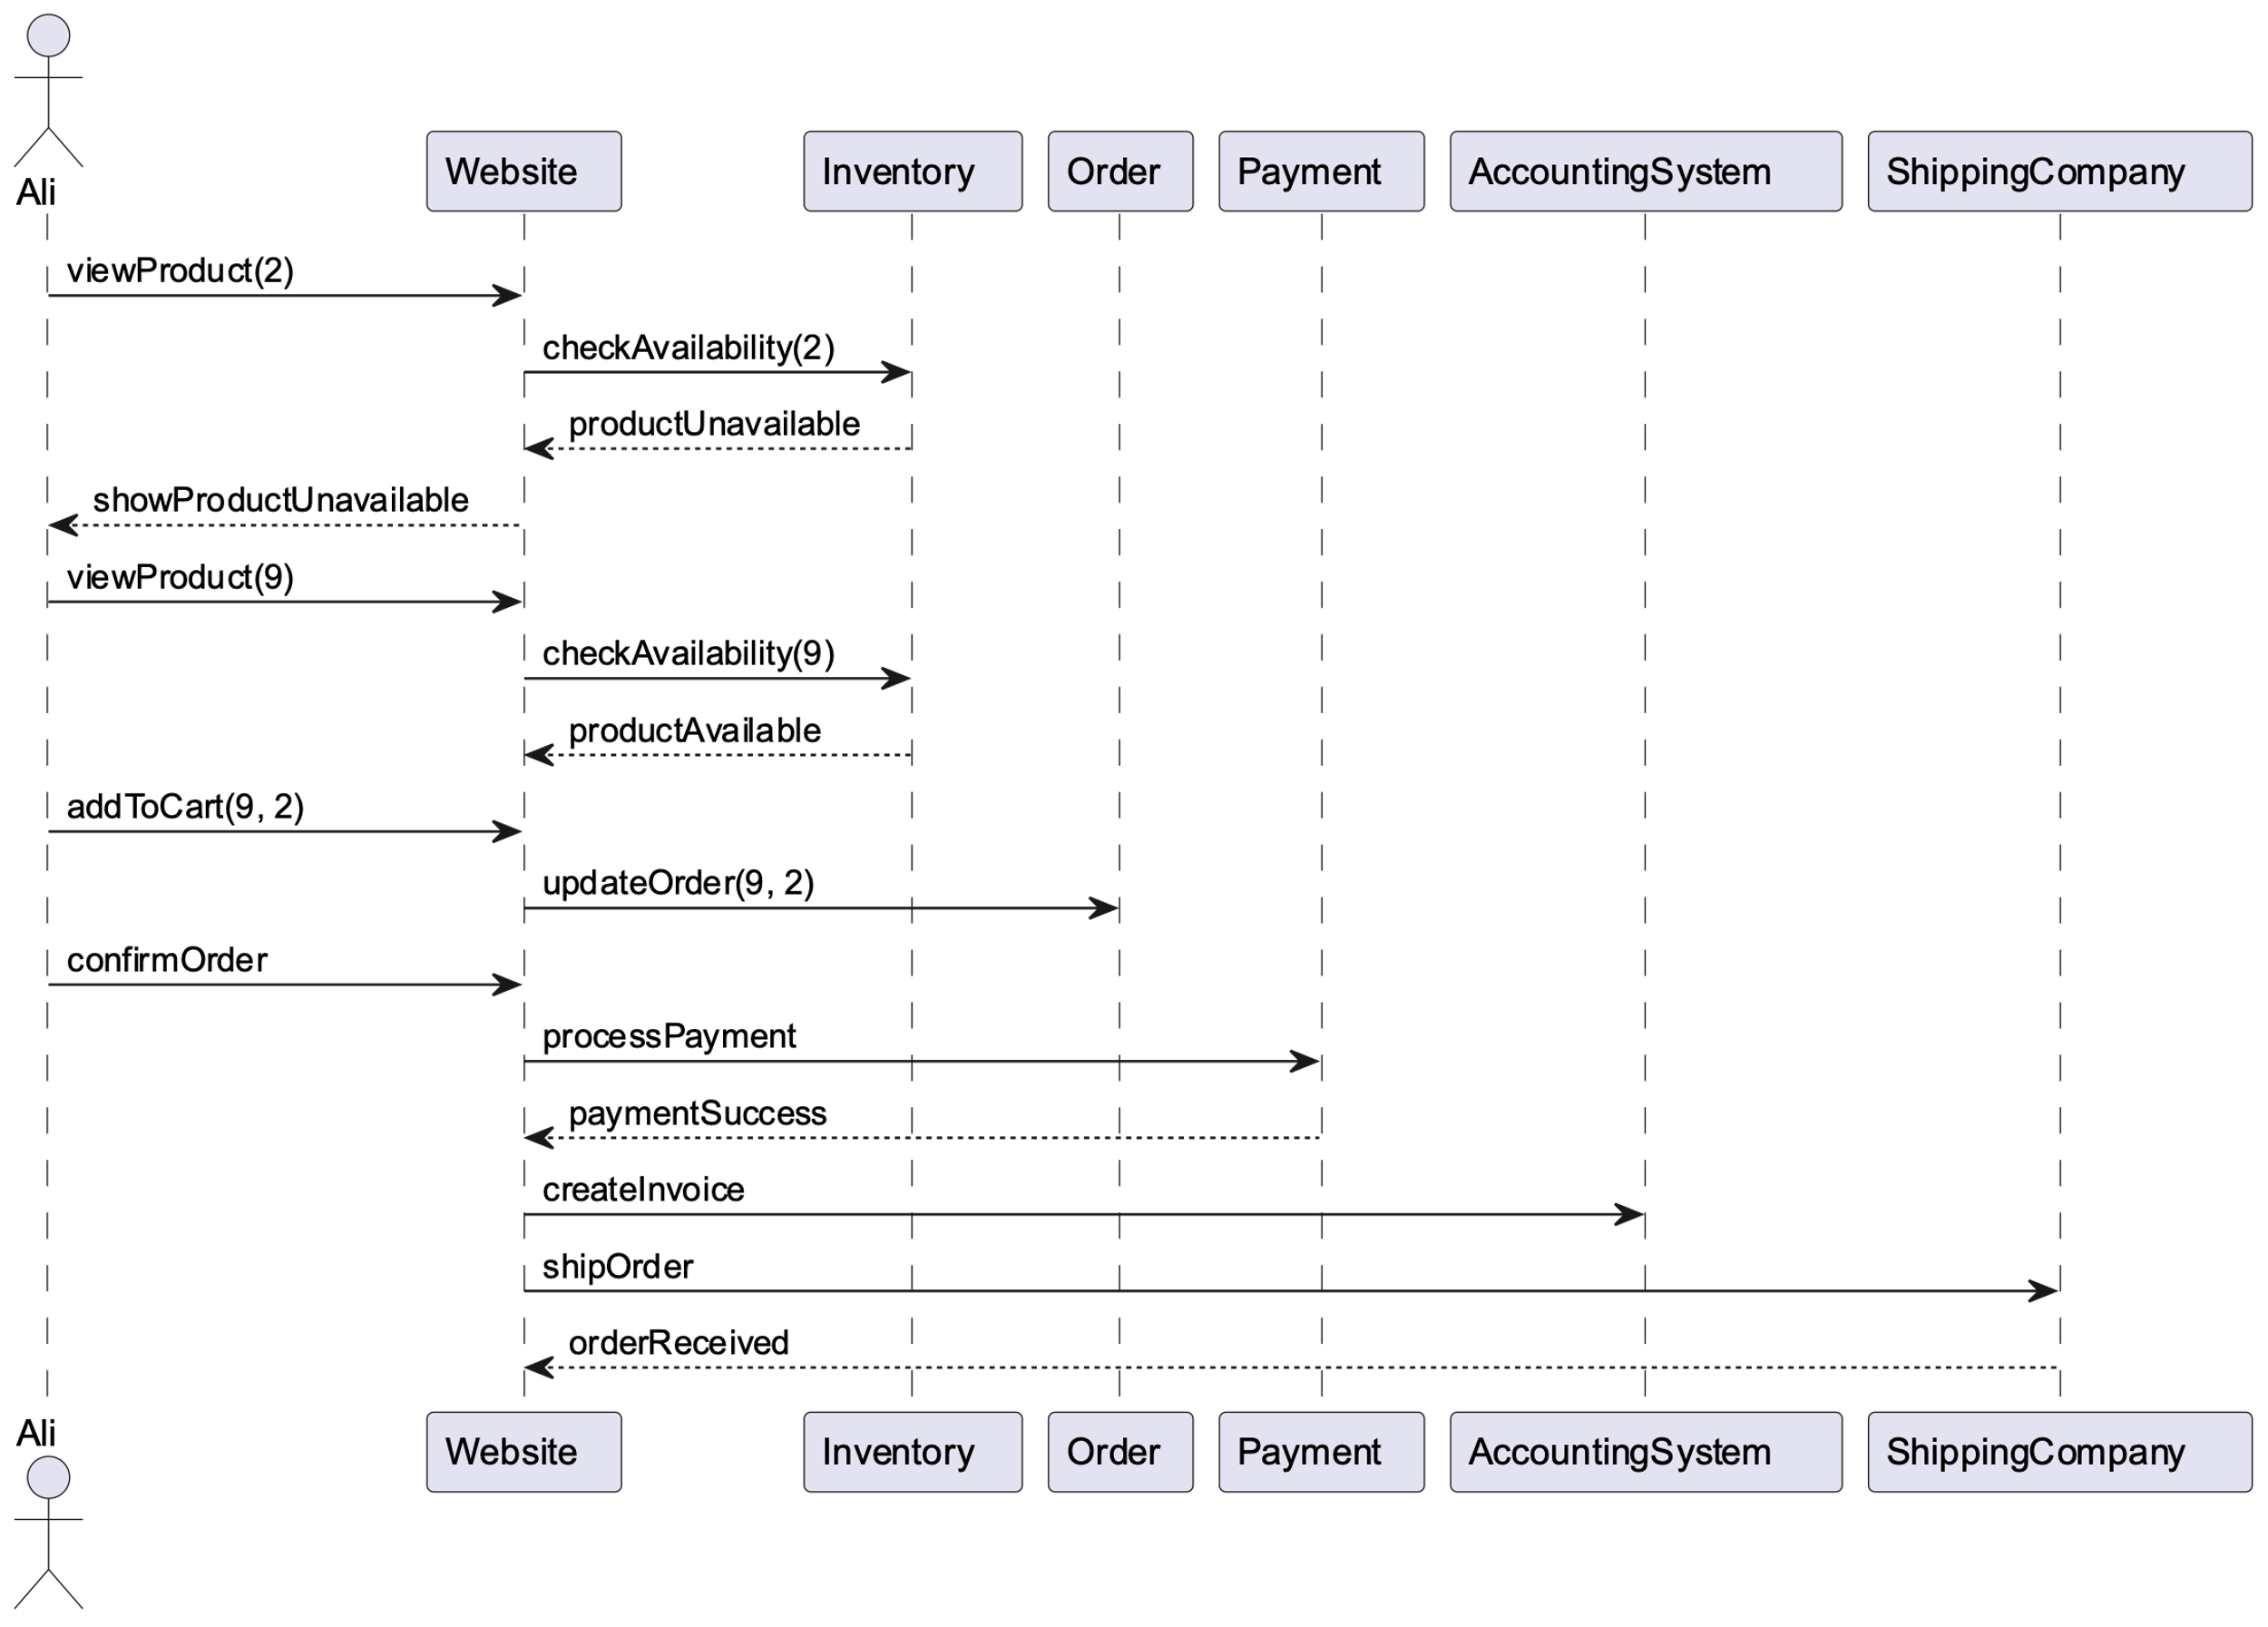 Ali
Website
Inventory
Order
Payment
AccountingSystem
ShippingCompany
viewProduct(2)
checkAvailability(2)
productUnavailable
showProductUnavailable
viewProduct(9)
checkAvailability(9)
productAvailable
addToCart(9, 2)
updateOrder(9, 2)
confirmOrder
processPayment
paymentSuccess
createInvoice
shipOrder
orderReceived
Ali
Website
Inventory
Order
Payment
AccountingSystem
ShippingCompany